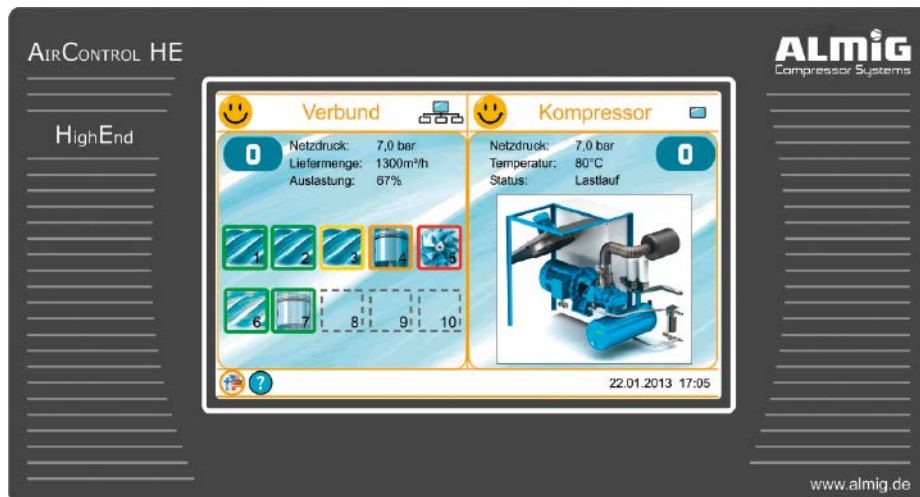 AirControl HE
HighEnd
ALMiG
Compressor Systems
Verbund
0
Netzdruck: 7,0 bar
Liefermenge: 1300m³/h
Auslastung: 67%
1 2 3 4 5
6 7 8 9 10
Kompressor
0
Netzdruck: 7,0 bar
Temperatur: 80°C
Status: Lastlauf
?
22.01.2013 17:05
www.almig.de